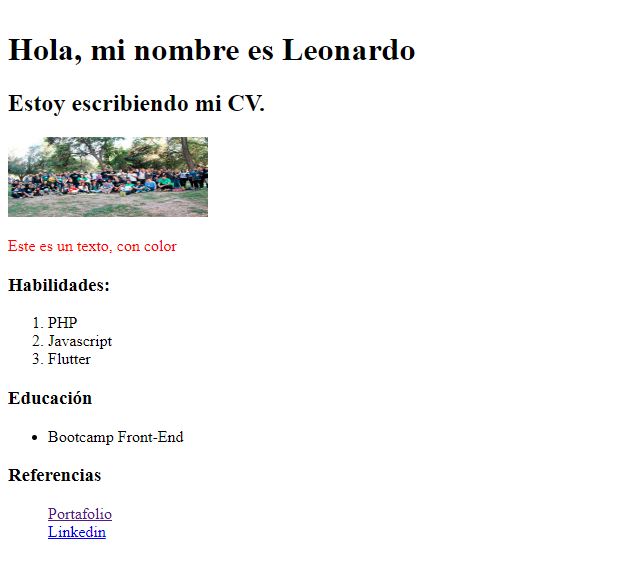 Hola, mi nombre es Leonardo
Estoy escribiendo mi CV.
Este es un texto, con color
Habilidades:
1. PHP
2. Javascript
3. Flutter
Educación
• Bootcamp Front-End
Referencias
Portafolio
Linkedin